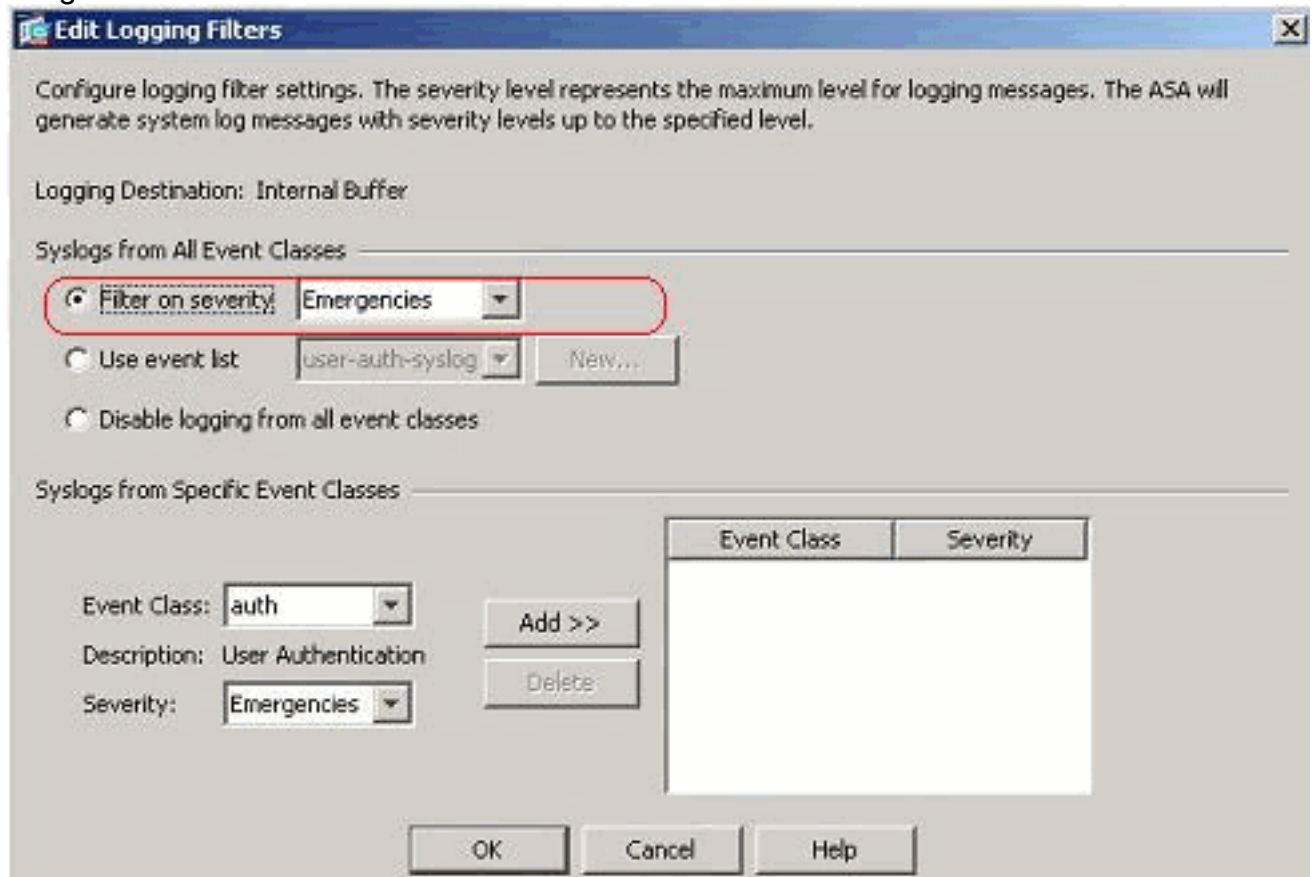 Edit Logging Filters
Configure logging filter settings. The severity level represents the maximum level for logging messages. The ASA will
generate system log messages with severity levels up to the specified level.
Logging Destination: Internal Buffer
Syslogs from All Event Classes
Filter on severity Emergencies
Use event list user-auth-syslog New...
Disable logging from all event classes
Syslogs from Specific Event Classes
Event Class Severity
Event Class: auth
Add >>
Description: User Authentication
Delete
Severity: Emergencies
OK Cancel Help